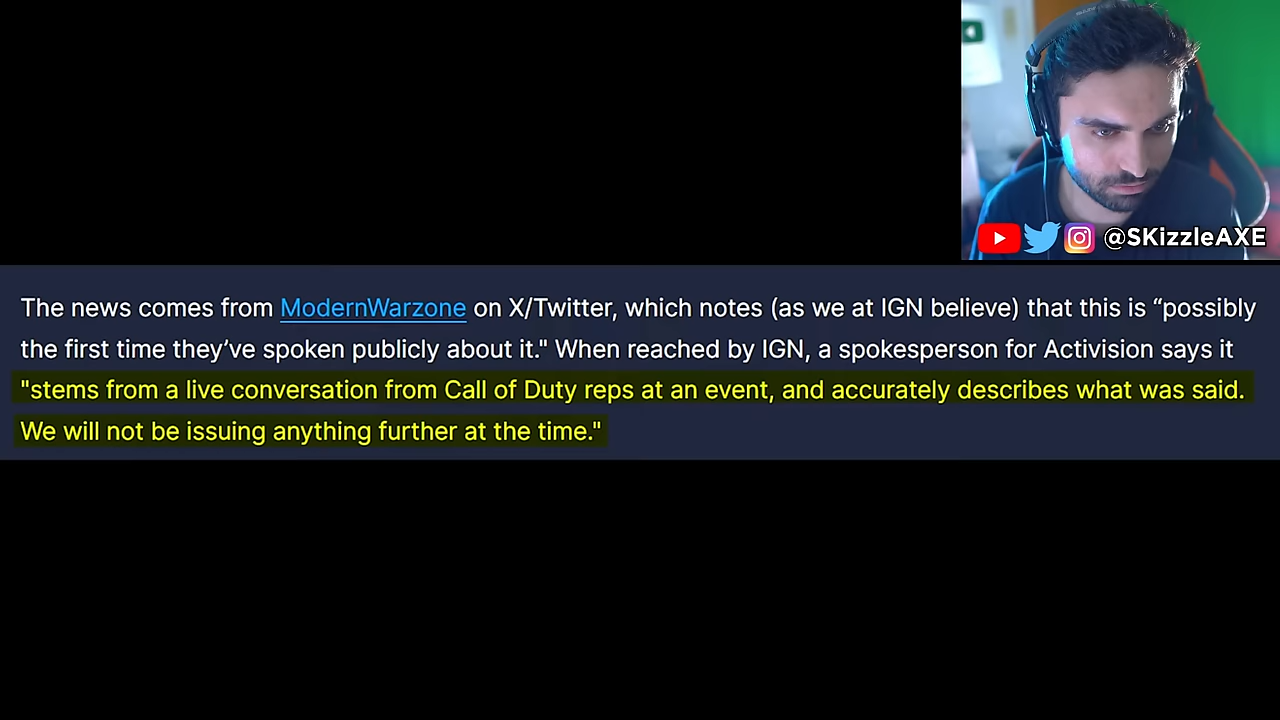 @SKizzleAXE
The news comes from ModernWarzone on X/Twitter, which notes (as we at IGN believe) that this is “possibly
the first time they’ve spoken publicly about it." When reached by IGN, a spokesperson for Activision says it
"stems from a live conversation from Call of Duty reps at an event, and accurately describes what was said.
We will not be issuing anything further at the time."